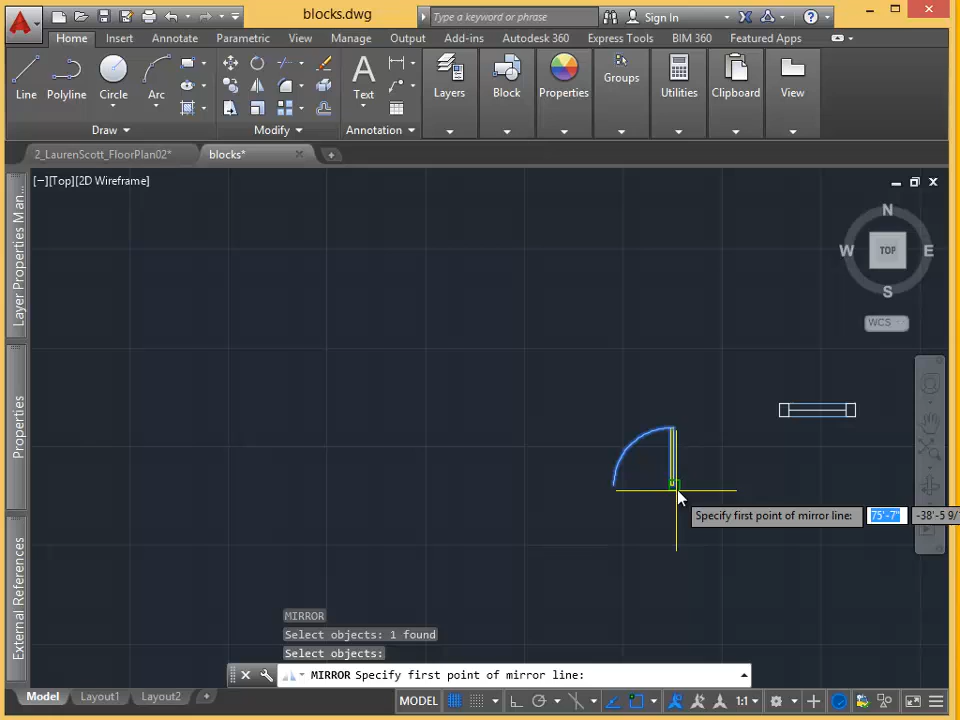 blocks.dwg
Type a keyword or phrase
Sign In
Home Insert Annotate Parametric View Manage Output Add-ins Autodesk 360 Express Tools BIM 360 Featured Apps
Line Polyline Circle Arc Text Layers Block Properties Groups Utilities Clipboard View
Draw Modify Annotation
2_LaurenScott_FloorPlan02* blocks*
[−][Top][2D Wireframe]
N
W TOP E
S
WCS
Layer Properties Man...
Properties
External References
Specify first point of mirror line: 75'-7" -38'-5 9/
MIRROR
Select objects: 1 found
Select objects:
MIRROR Specify first point of mirror line:
Model Layout1 Layout2 + MODEL 1:1